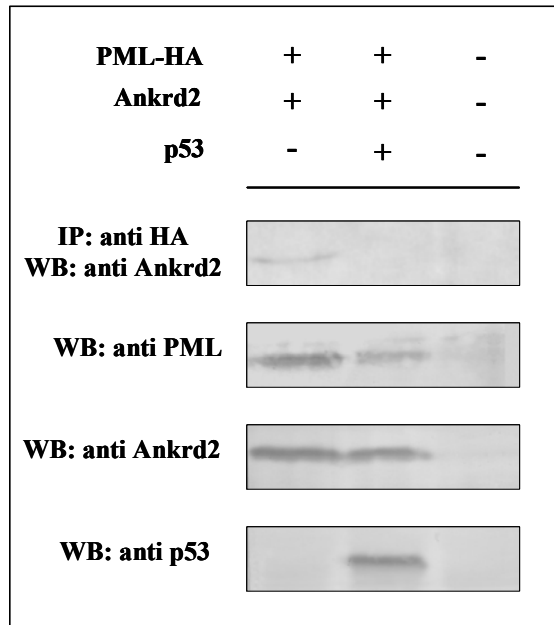 PML-HA + + -
Ankrd2 + + -
p53 - + -
IP: anti HA
WB: anti Ankrd2
WB: anti PML
WB: anti Ankrd2
WB: anti p53